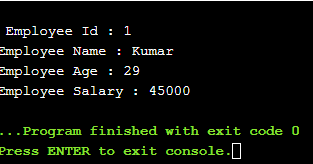 Employee Id : 1
Employee Name : Kumar
Employee Age : 29
Employee Salary : 45000
...Program finished with exit code 0
Press ENTER to exit console.